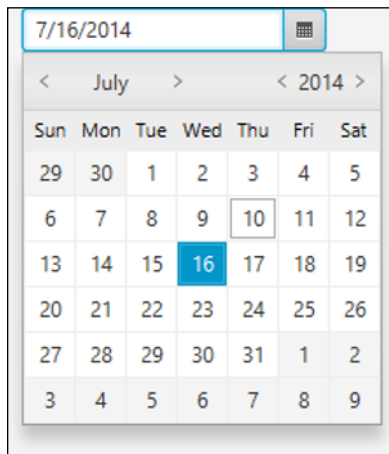 7/16/2014
< July > < 2014 >
Sun Mon Tue Wed Thu Fri Sat
29 30 1 2 3 4 5
6 7 8 9 10 11 12
13 14 15 16 17 18 19
20 21 22 23 24 25 26
27 28 29 30 31 1 2
3 4 5 6 7 8 9